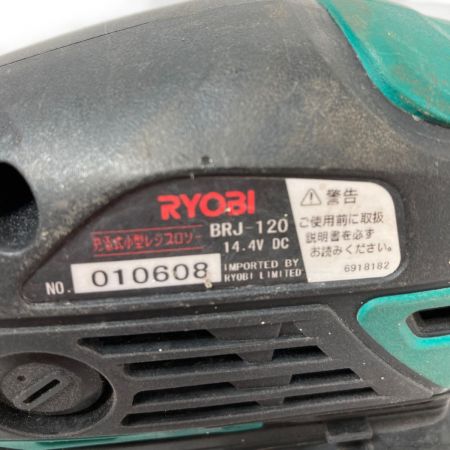 RYOBI
充電式小型レシプロソー
BRJ-120
14.4V DC
NO. 010608
IMPORTED BY
RYOBI LIMITED
⚠警告
ご使用前に取扱
説明書を必ず
お読みください。
6918182